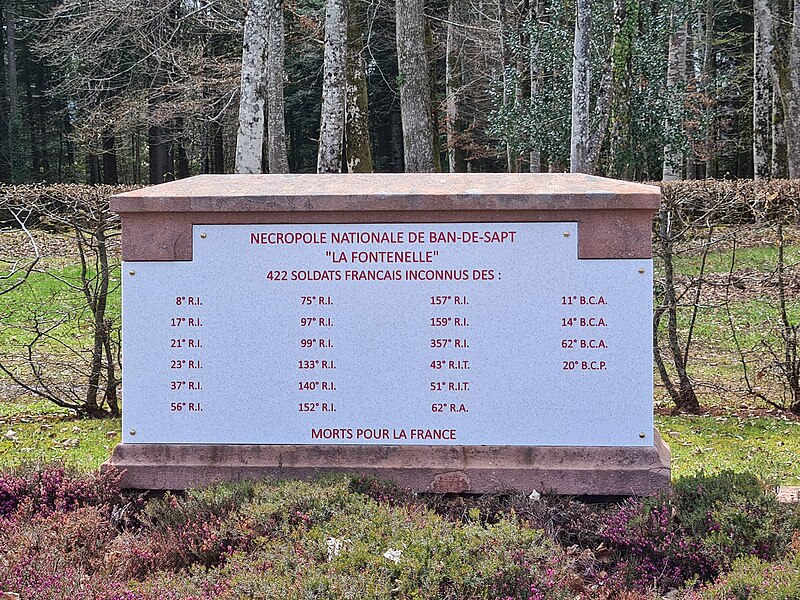 NECROPOLE NATIONALE DE BAN-DE-SAPT
"LA FONTENELLE"
422 SOLDATS FRANCAIS INCONNUS DES :
8° R.I. 75° R.I. 157° R.I. 11° B.C.A.
17° R.I. 97° R.I. 159° R.I. 14° B.C.A.
21° R.I. 99° R.I. 357° R.I. 62° B.C.A.
23° R.I. 133° R.I. 43° R.I.T. 20° B.C.P.
37° R.I. 140° R.I. 51° R.I.T.
56° R.I. 152° R.I. 62° R.A.
MORTS POUR LA FRANCE